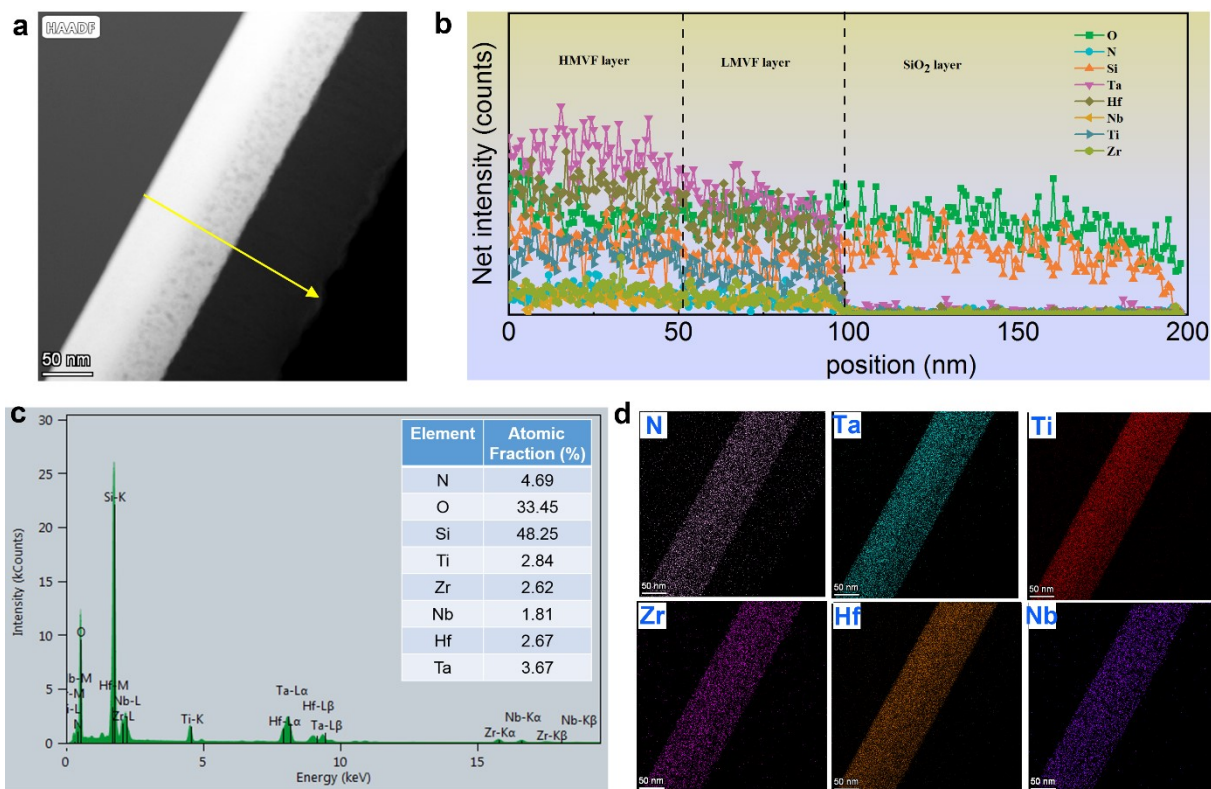 a
HAADF
50 nm
b
Net intensity (counts)
HMVF layer
LMVF layer
SiO₂ layer
O
N
Si
Ta
Hf
Nb
Ti
Zr
0
50
100
150
200
position (nm)
c
30
25
20
15
10
5
0
Intensity (kCounts)
Si-K
O
b-M
-M
i-L
N
Hf-M
Nb-L
Zr-L
Ti-K
Ta-Lα
Hf-Lβ
Hf-Lα
Ta-Lβ
Nb-Kα
Nb-Kβ
Zr-Kα
Zr-Kβ
0
5
10
15
Energy (keV)
Element Atomic
Fraction (%)
N 4.69
O 33.45
Si 48.25
Ti 2.84
Zr 2.62
Nb 1.81
Hf 2.67
Ta 3.67
d
N
50 nm
Ta
50 nm
Ti
50 nm
Zr
50 nm
Hf
50 nm
Nb
50 nm